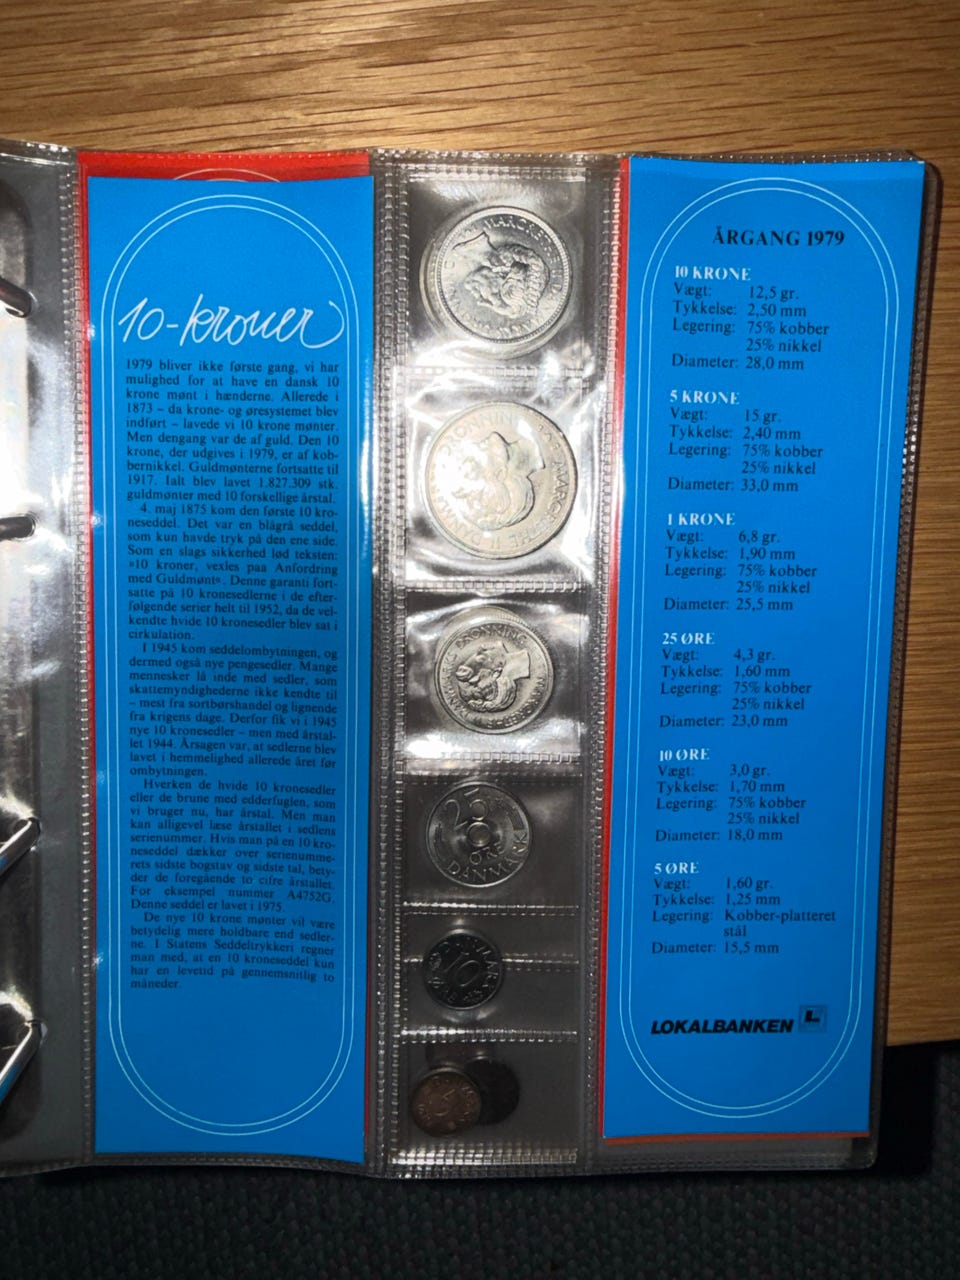 10-kroner
1979 bliver ikke første gang, vi har
mulighed for at have en dansk 10
krone mønt i hænderne. Allerede i
1873 – da krone- og øresystemet blev
indført – lavede vi 10 krone mønter.
Men dengang var de af guld. Den 10
krone, der udgives i 1979, er af kob-
bernikkel. Guldmønterne fortsatte til
1917. Ialt blev lavet 1.827.309 stk.
guldmønter med 10 forskellige årstal.
4. maj 1875 kom den første 10 kro-
neseddel. Det var en blågrå seddel,
som kun havde tryk på den ene side.
Som en slags sikkerhed lød teksten:
»10 kroner, vexles paa Anfordring
med Guldmønt«. Denne garanti fort-
satte på 10 kronesedlerne i de efter-
følgende serier helt til 1952, da de vel-
kendte hvide 10 kronesedler blev sat i
cirkulation.
I 1945 kom seddelombytningen, og
dermed også nye pengesedler. Mange
mennesker lå inde med sedler, som
skattemyndighederne ikke kendte til
– mest fra sortbørshandel og lignende
fra krigens dage. Derfor fik vi i 1945
nye 10 kronesedler – men med årstal-
let 1944. Årsagen var, at sedlerne blev
lavet i hemmelighed allerede året før
ombytningen.
Hverken de hvide 10 kronesedler
eller de brune med edderfuglen, som
vi bruger nu, har årstal. Men man
kan alligevel læse årstallet i sedlens
serienummer. Hvis man på en 10 kro-
neseddel dækker over serienumme-
rets sidste bogstav og sidste tal, bety-
der de foregående to cifre årstallet.
For eksempel nummer A4752G.
Denne seddel er lavet i 1975.
De nye 10 krone mønter vil være
betydelig mere holdbare end sedler-
ne. I Statens Seddeltrykkeri regner
man med, at en 10 kroneseddel kun
har en levetid på gennemsnitlig to
måneder.
25
ØRE
DANMARK
DANMARK
10
ØRE
5
ÅRGANG 1979
10 KRONE
Vægt: 12,5 gr.
Tykkelse: 2,50 mm
Legering: 75% kobber
25% nikkel
Diameter: 28,0 mm
5 KRONE
Vægt: 15 gr.
Tykkelse: 2,40 mm
Legering: 75% kobber
25% nikkel
Diameter: 33,0 mm
1 KRONE
Vægt: 6,8 gr.
Tykkelse: 1,90 mm
Legering: 75% kobber
25% nikkel
Diameter: 25,5 mm
25 ØRE
Vægt: 4,3 gr.
Tykkelse: 1,60 mm
Legering: 75% kobber
25% nikkel
Diameter: 23,0 mm
10 ØRE
Vægt: 3,0 gr.
Tykkelse: 1,70 mm
Legering: 75% kobber
25% nikkel
Diameter: 18,0 mm
5 ØRE
Vægt: 1,60 gr.
Tykkelse: 1,25 mm
Legering: Kobber-platteret
stål
Diameter: 15,5 mm
LOKALBANKEN L